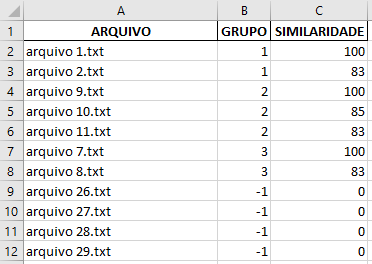 A B C
1 ARQUIVO GRUPO SIMILARIDADE
2 arquivo 1.txt 1 100
3 arquivo 2.txt 1 83
4 arquivo 9.txt 2 100
5 arquivo 10.txt 2 85
6 arquivo 11.txt 2 83
7 arquivo 7.txt 3 100
8 arquivo 8.txt 3 83
9 arquivo 26.txt -1 0
10 arquivo 27.txt -1 0
11 arquivo 28.txt -1 0
12 arquivo 29.txt -1 0